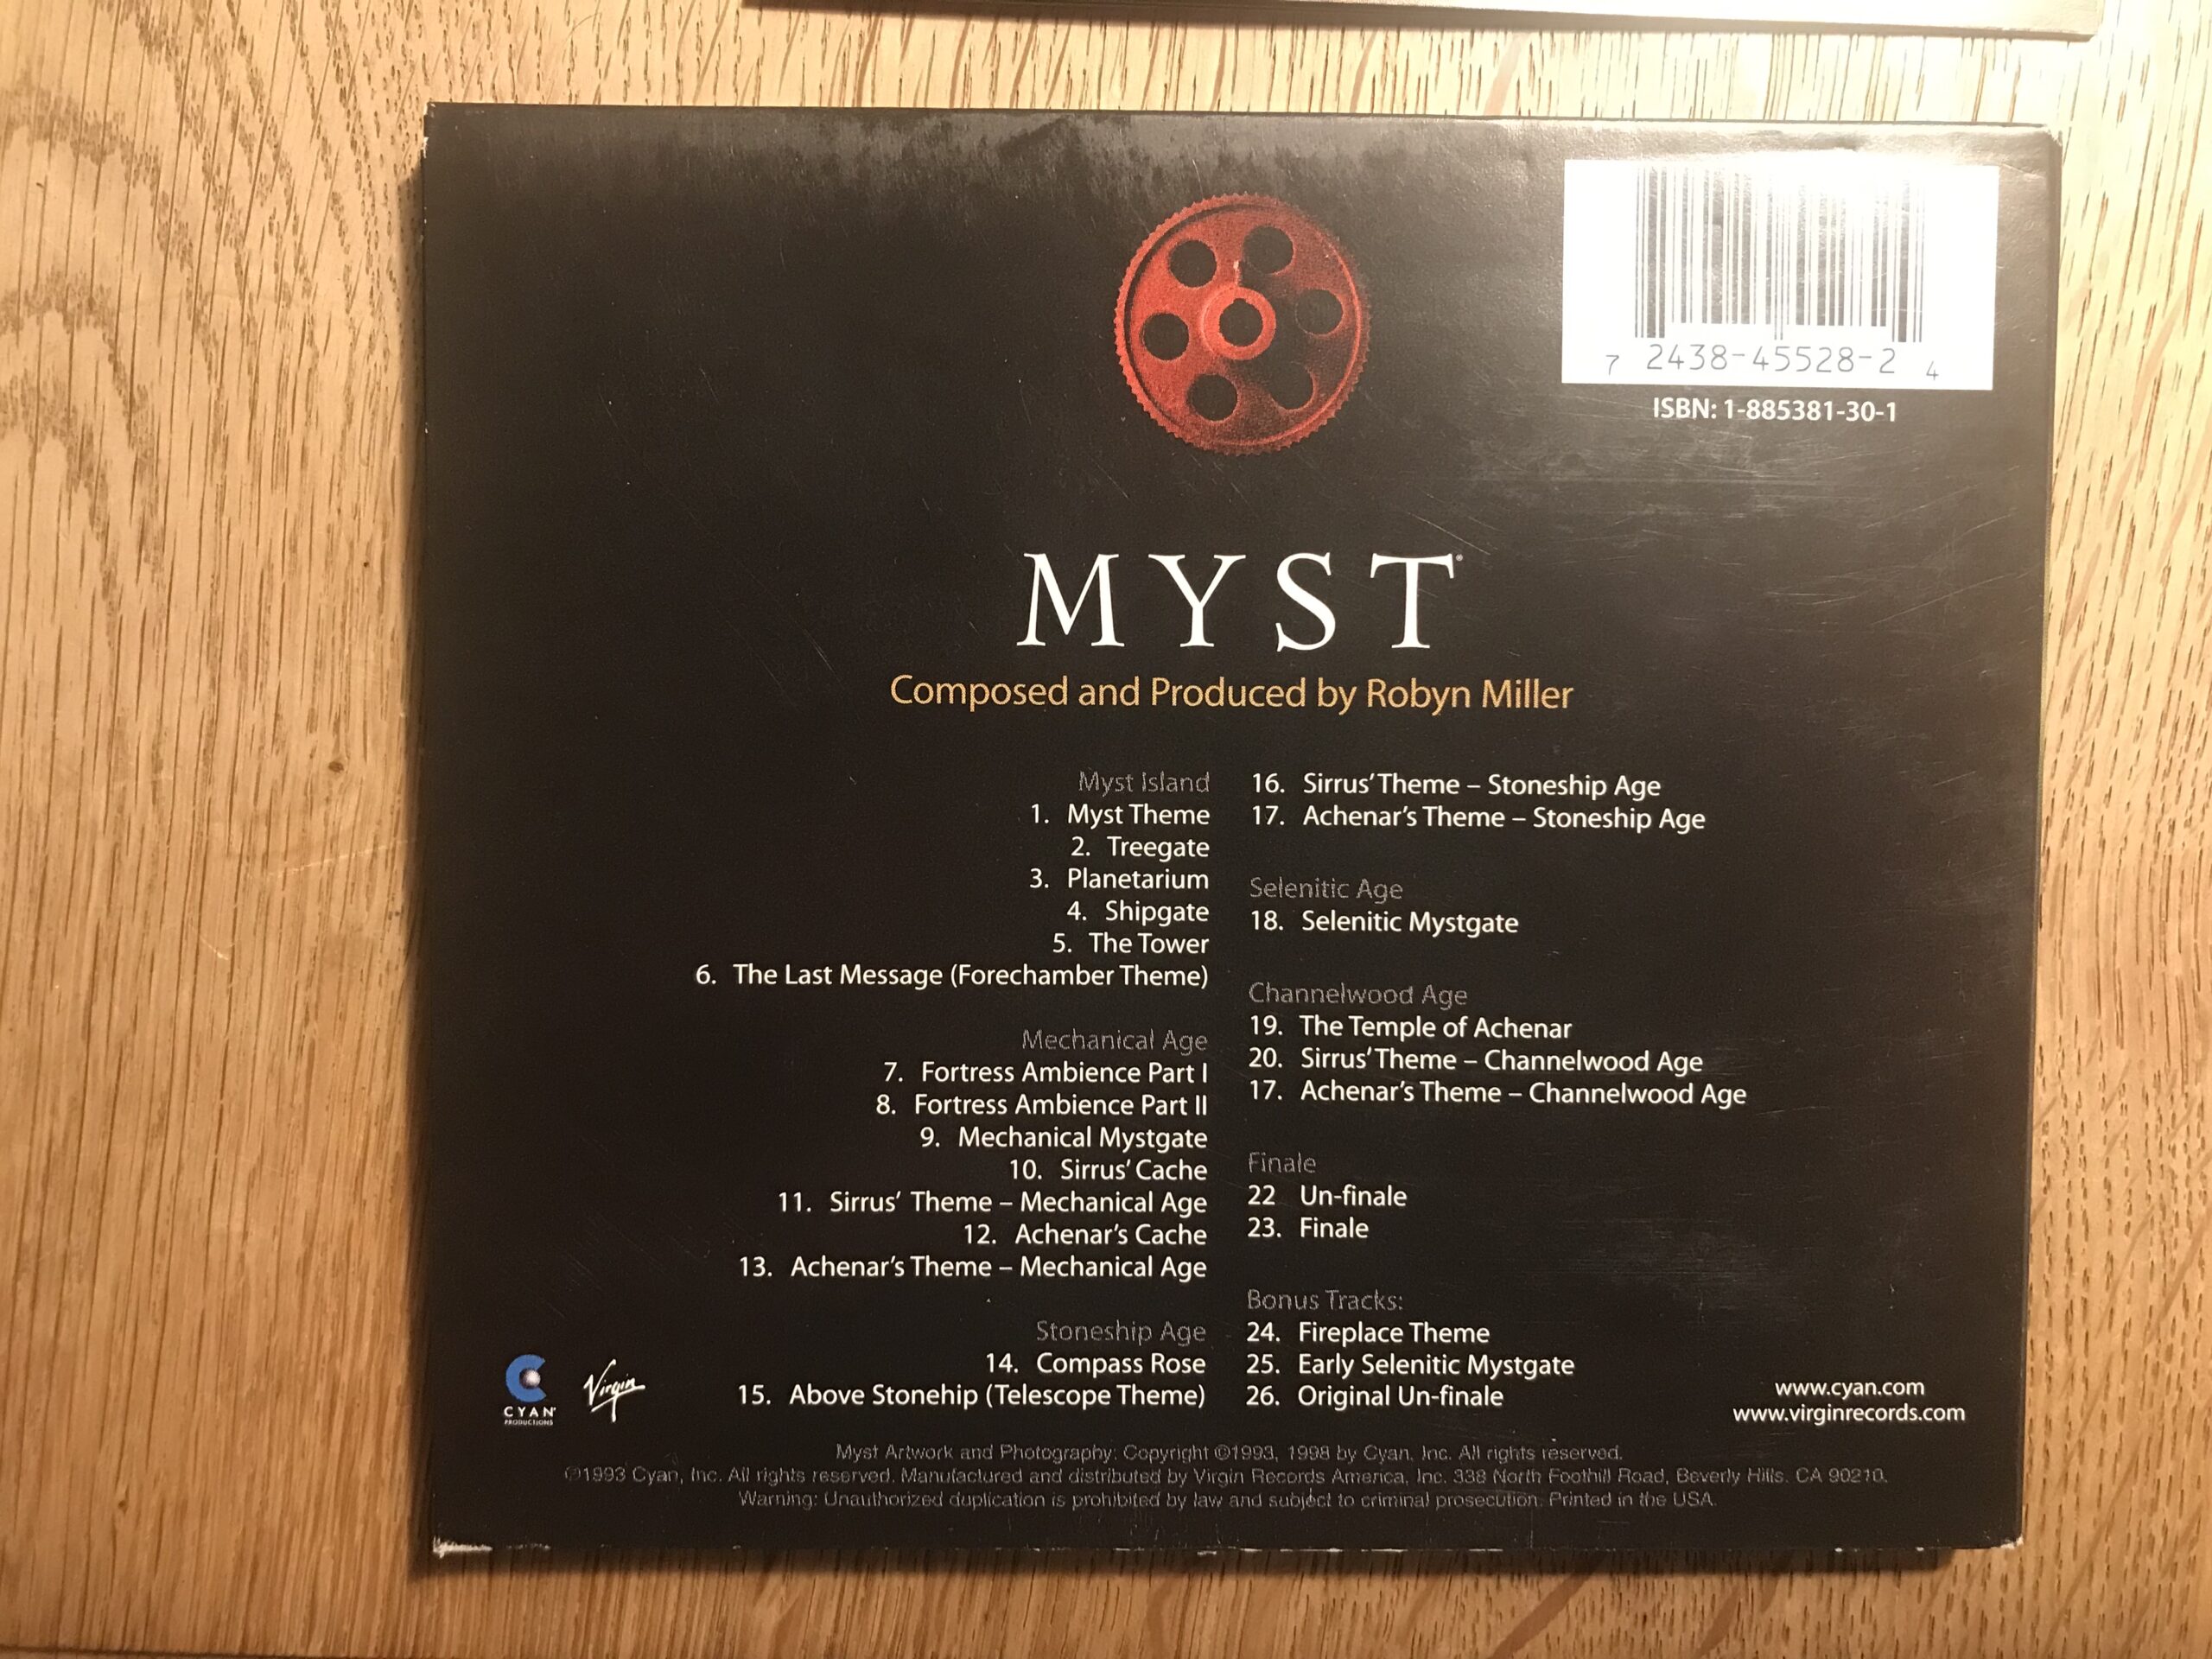 7 2438-45528-2 4
ISBN: 1-885381-30-1
MYST®
Composed and Produced by Robyn Miller
Myst Island
1. Myst Theme
2. Treegate
3. Planetarium
4. Shipgate
5. The Tower
6. The Last Message (Forechamber Theme)
Mechanical Age
7. Fortress Ambience Part I
8. Fortress Ambience Part II
9. Mechanical Mystgate
10. Sirrus' Cache
11. Sirrus' Theme – Mechanical Age
12. Achenar's Cache
13. Achenar's Theme – Mechanical Age
Stoneship Age
14. Compass Rose
15. Above Stonehip (Telescope Theme)
16. Sirrus' Theme – Stoneship Age
17. Achenar's Theme – Stoneship Age
Selenitic Age
18. Selenitic Mystgate
Channelwood Age
19. The Temple of Achenar
20. Sirrus' Theme – Channelwood Age
17. Achenar's Theme – Channelwood Age
Finale
22 Un-finale
23. Finale
Bonus Tracks:
24. Fireplace Theme
25. Early Selenitic Mystgate
26. Original Un-finale
CYAN
PRODUCTIONS
Virgin
www.cyan.com
www.virginrecords.com
Myst Artwork and Photography: Copyright ©1993, 1998 by Cyan, Inc. All rights reserved.
℗1993 Cyan, Inc. All rights reserved. Manufactured and distributed by Virgin Records America, Inc. 338 North Foothill Road, Beverly Hills. CA 90210.
Warning: Unauthorized duplication is prohibited by law and subject to criminal prosecution. Printed in the USA.